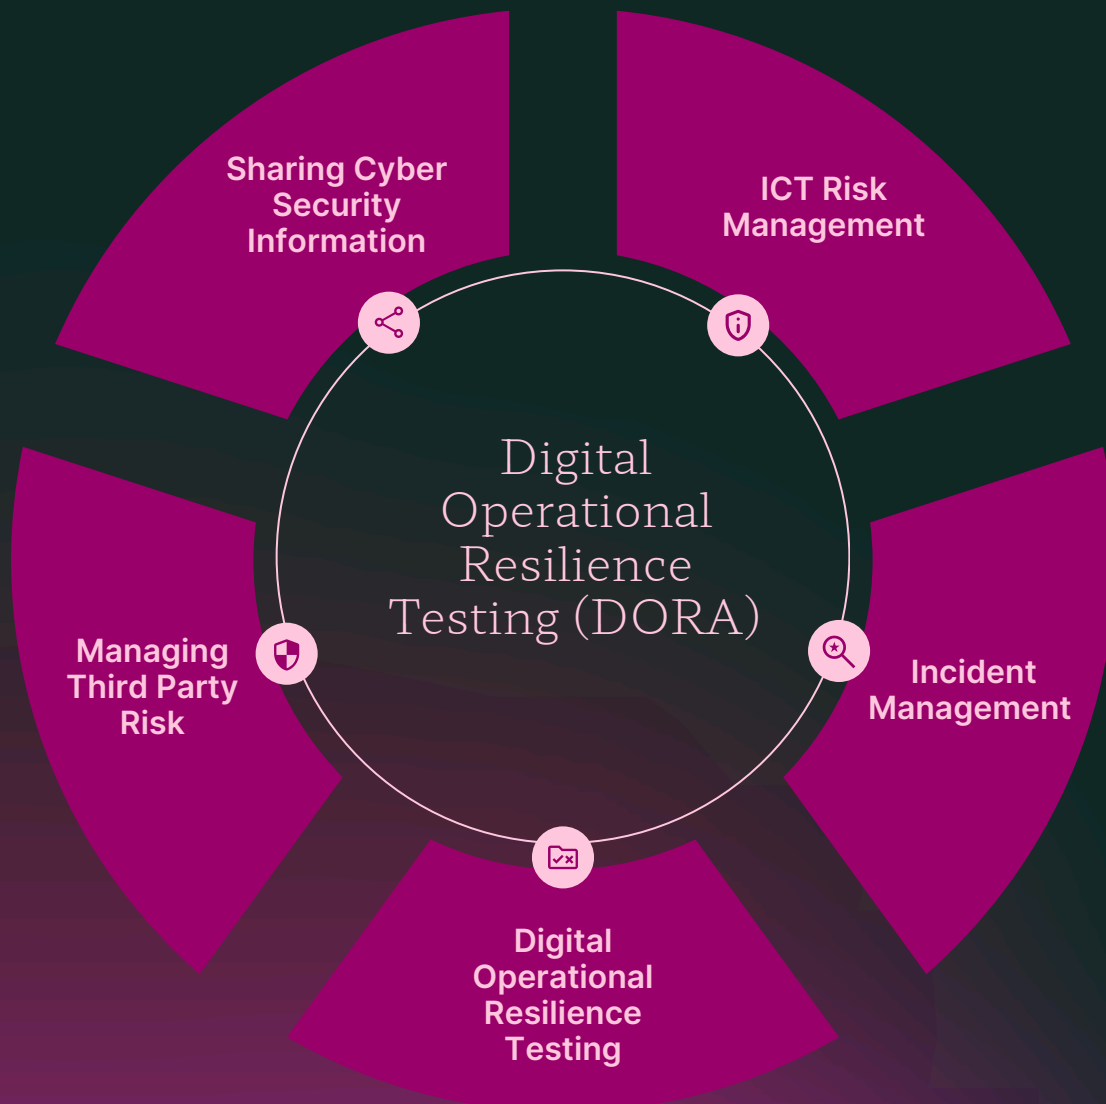 Sharing Cyber
Security
Information
ICT Risk
Management
Digital
Operational
Resilience
Testing (DORA)
Managing
Third Party
Risk
Incident
Management
Digital
Operational
Resilience
Testing